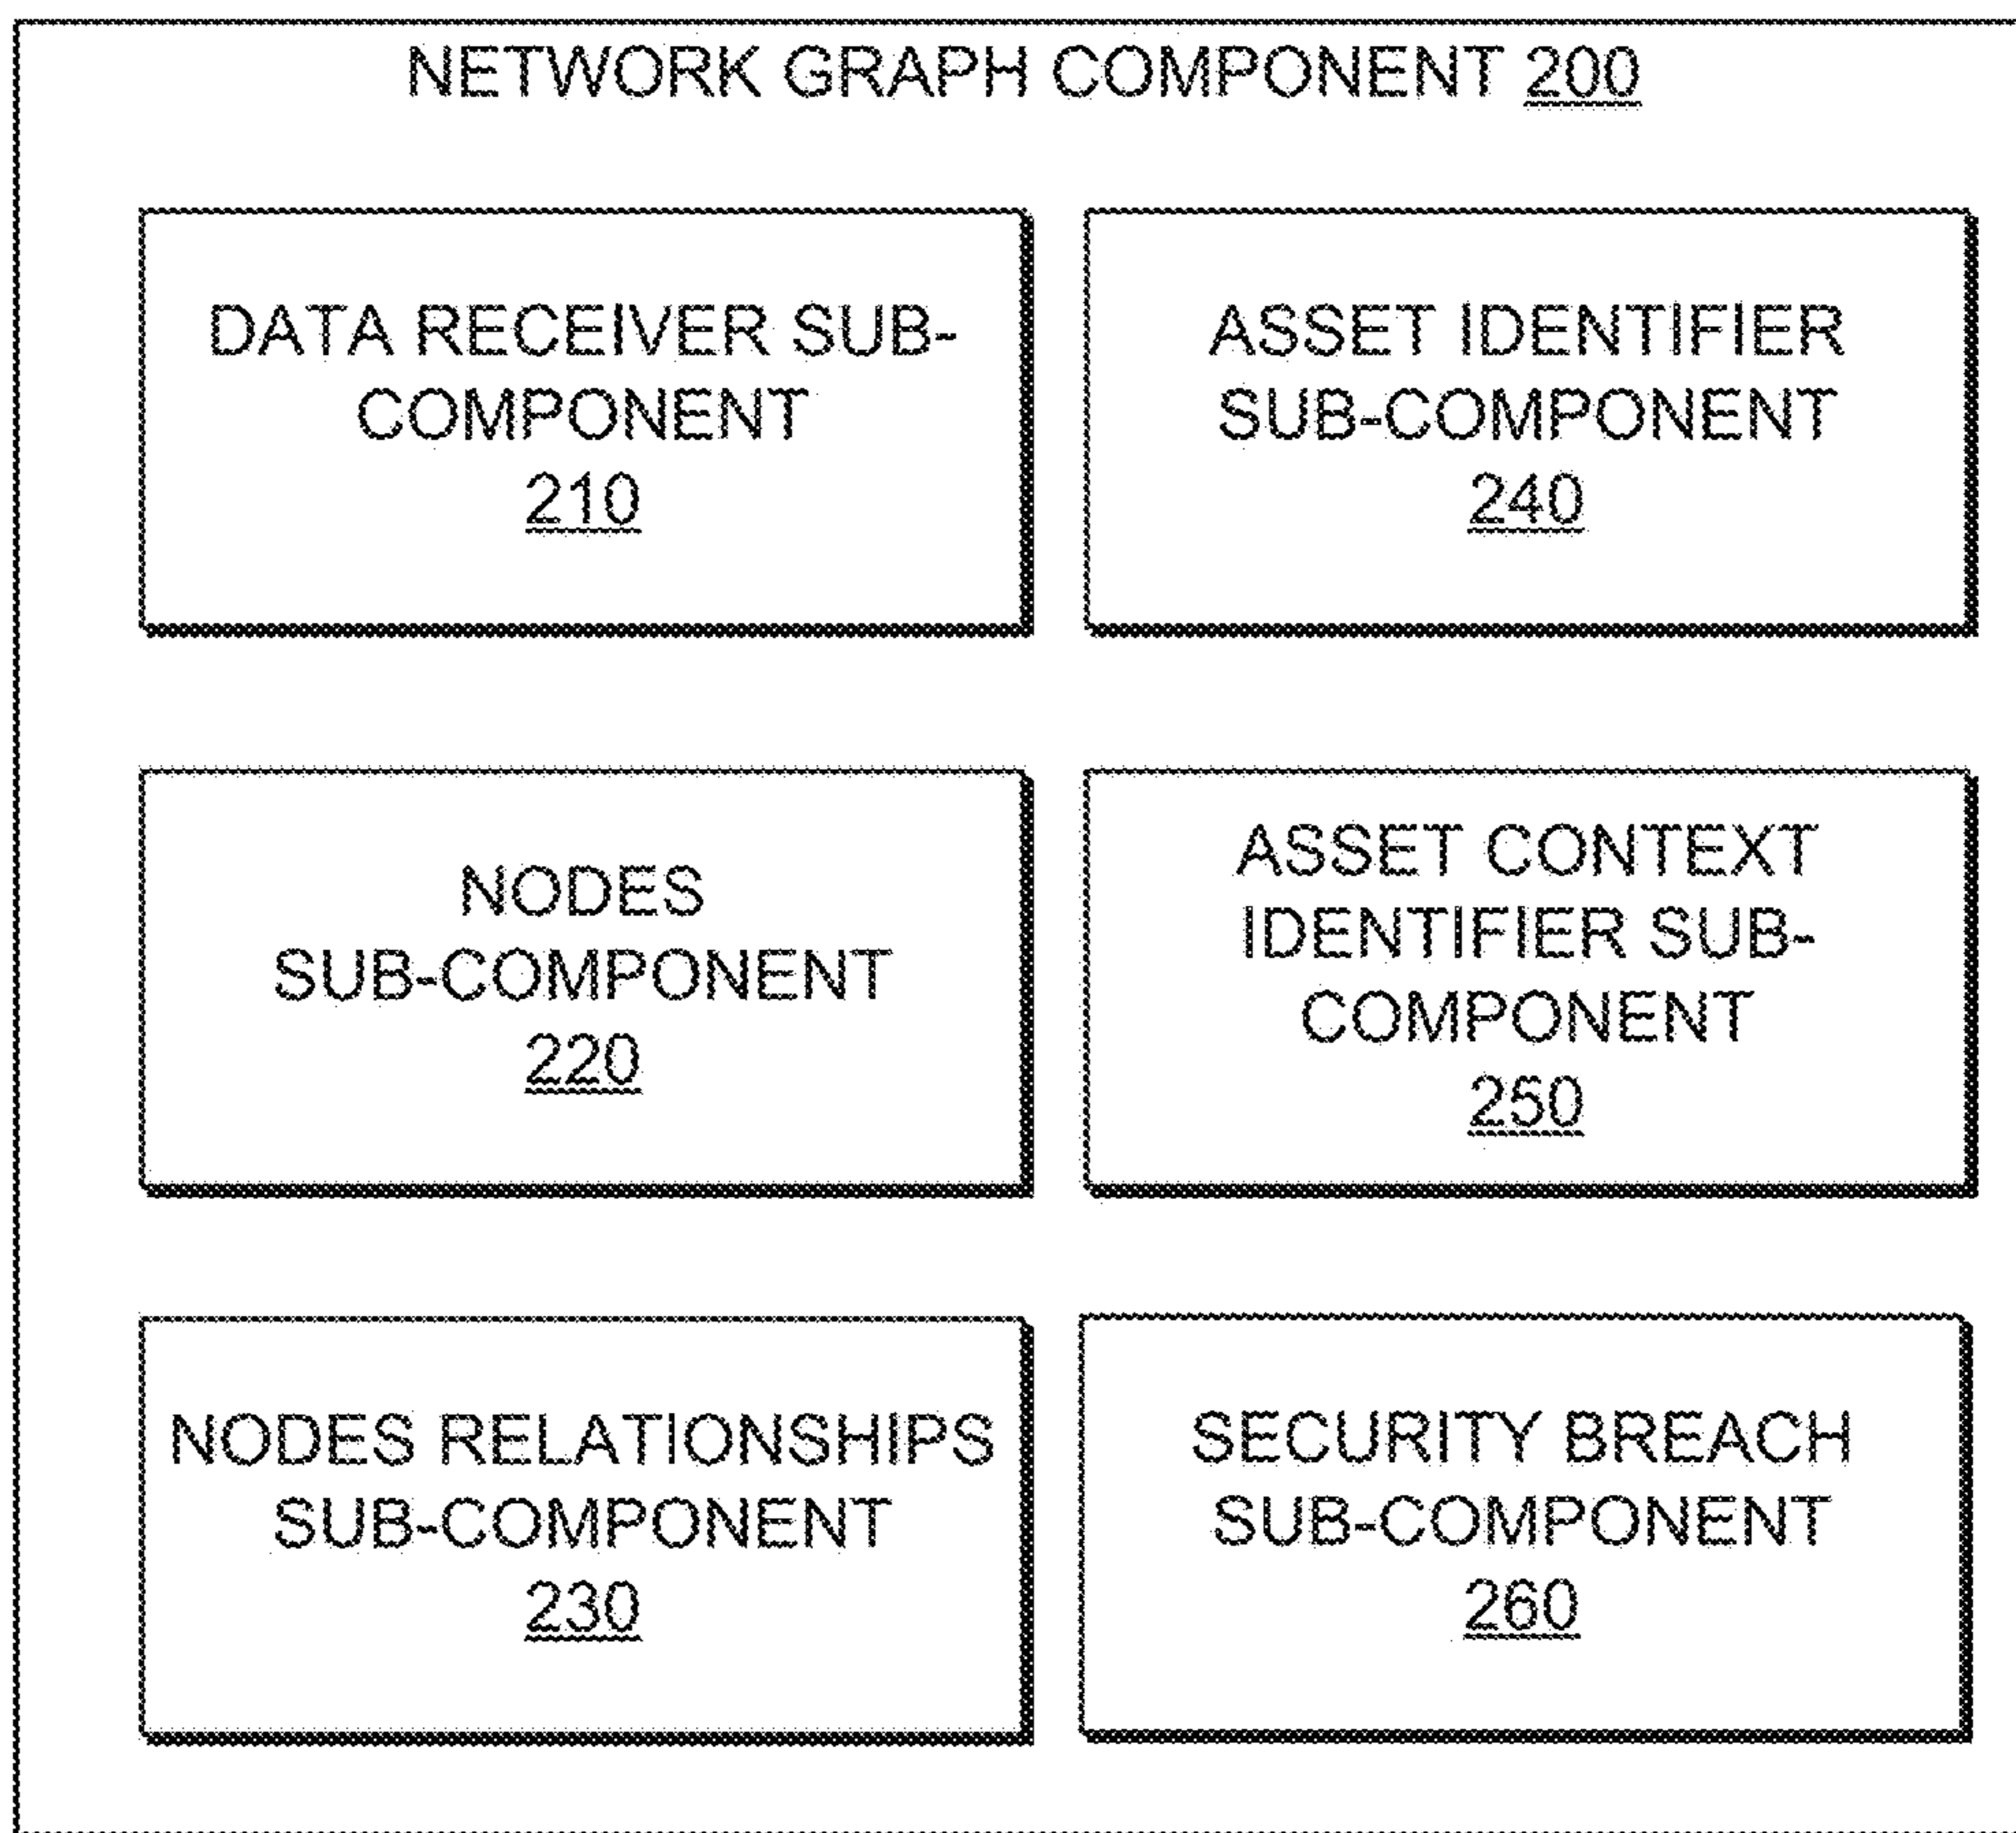 NETWORK GRAPH COMPONENT 200
DATA RECEIVER SUB-
COMPONENT
210
ASSET IDENTIFIER
SUB-COMPONENT
240
NODES
SUB-COMPONENT
220
ASSET CONTEXT
IDENTIFIER SUB-
COMPONENT
250
NODES RELATIONSHIPS
SUB-COMPONENT
230
SECURITY BREACH
SUB-COMPONENT
260